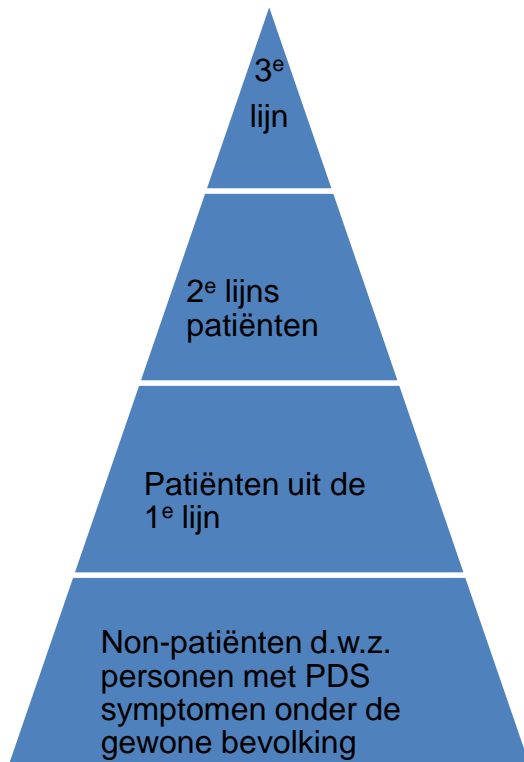 3e
lijn
2e lijns
patiënten
Patiënten uit de
1e lijn
Non-patiënten d.w.z.
personen met PDS
symptomen onder de
gewone bevolking